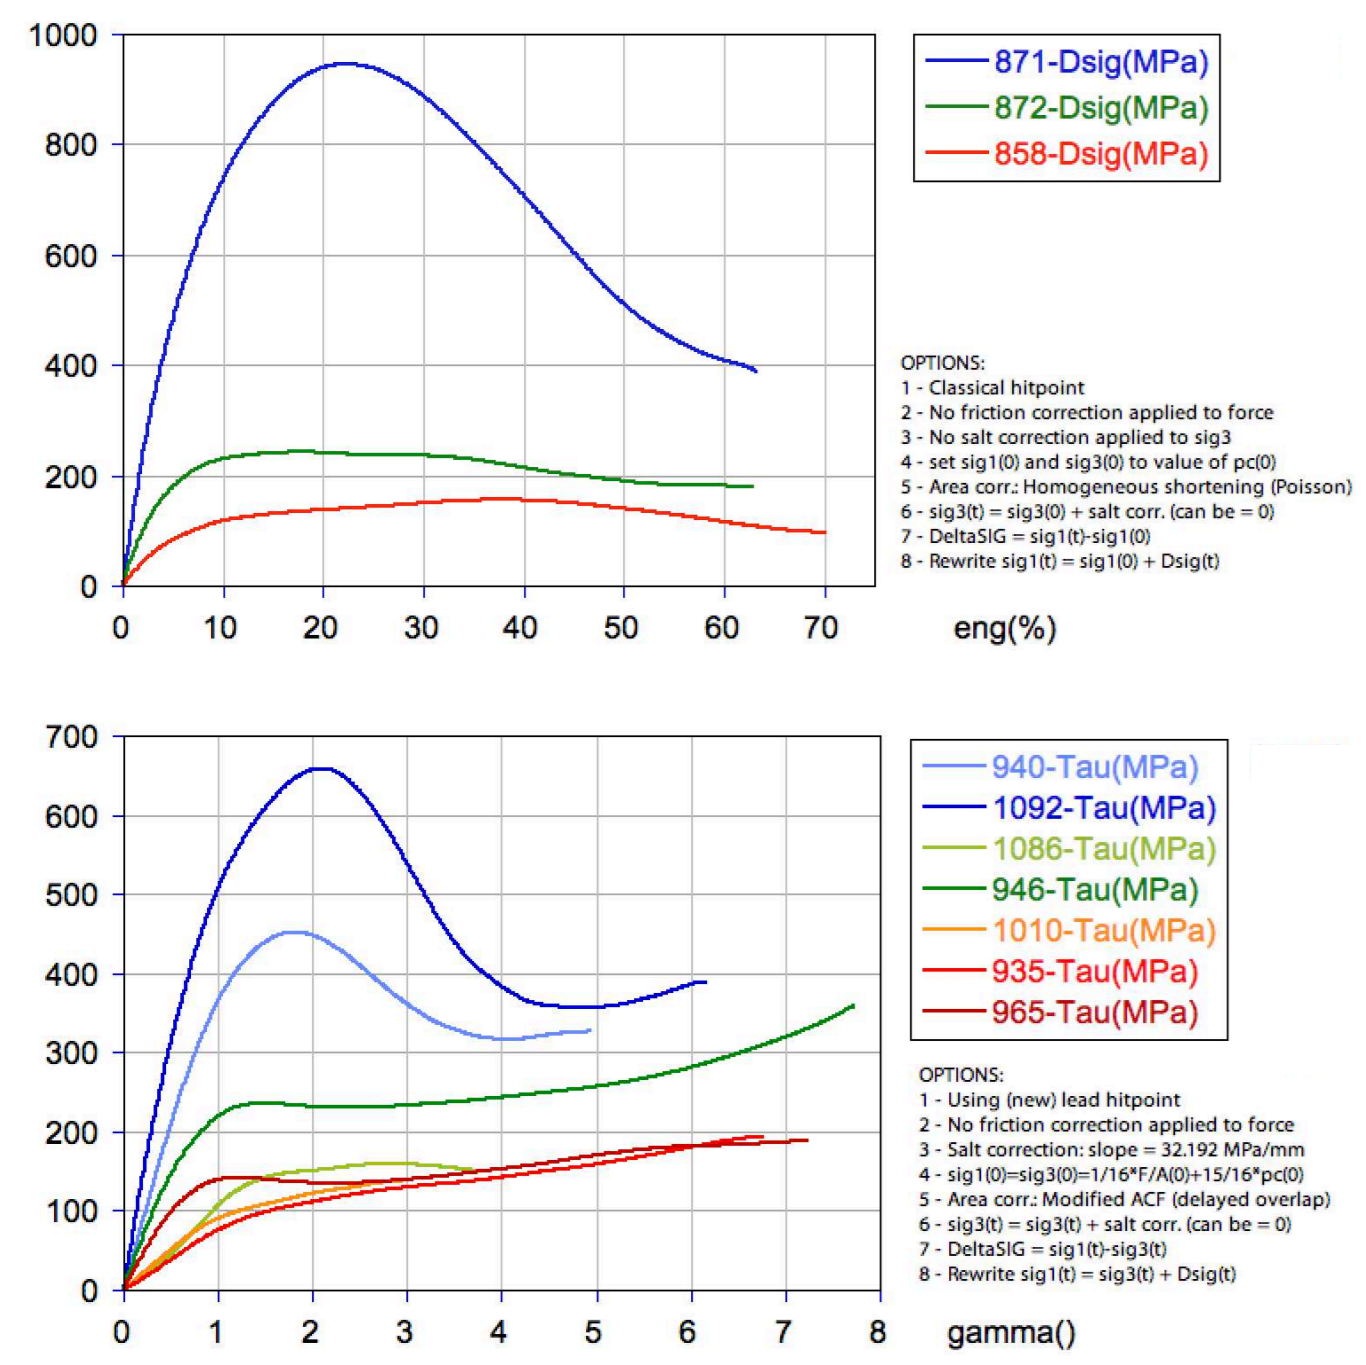 1000
800
600
400
200
0
0 10 20 30 40 50 60 70 eng(%)
871-Dsig(MPa)
872-Dsig(MPa)
858-Dsig(MPa)
OPTIONS:
1 - Classical hitpoint
2 - No friction correction applied to force
3 - No salt correction applied to sig3
4 - set sig1(0) and sig3(0) to value of pc(0)
5 - Area corr.: Homogeneous shortening (Poisson)
6 - sig3(t) = sig3(0) + salt corr. (can be = 0)
7 - DeltaSIG = sig1(t)-sig1(0)
8 - Rewrite sig1(t) = sig1(0) + Dsig(t)
700
600
500
400
300
200
100
0
0 1 2 3 4 5 6 7 8 gamma()
940-Tau(MPa)
1092-Tau(MPa)
1086-Tau(MPa)
946-Tau(MPa)
1010-Tau(MPa)
935-Tau(MPa)
965-Tau(MPa)
OPTIONS:
1 - Using (new) lead hitpoint
2 - No friction correction applied to force
3 - Salt correction: slope = 32.192 MPa/mm
4 - sig1(0)=sig3(0)=1/16*F/A(0)+15/16*pc(0)
5 - Area corr.: Modified ACF (delayed overlap)
6 - sig3(t) = sig3(t) + salt corr. (can be = 0)
7 - DeltaSIG = sig1(t)-sig3(t)
8 - Rewrite sig1(t) = sig3(t) + Dsig(t)